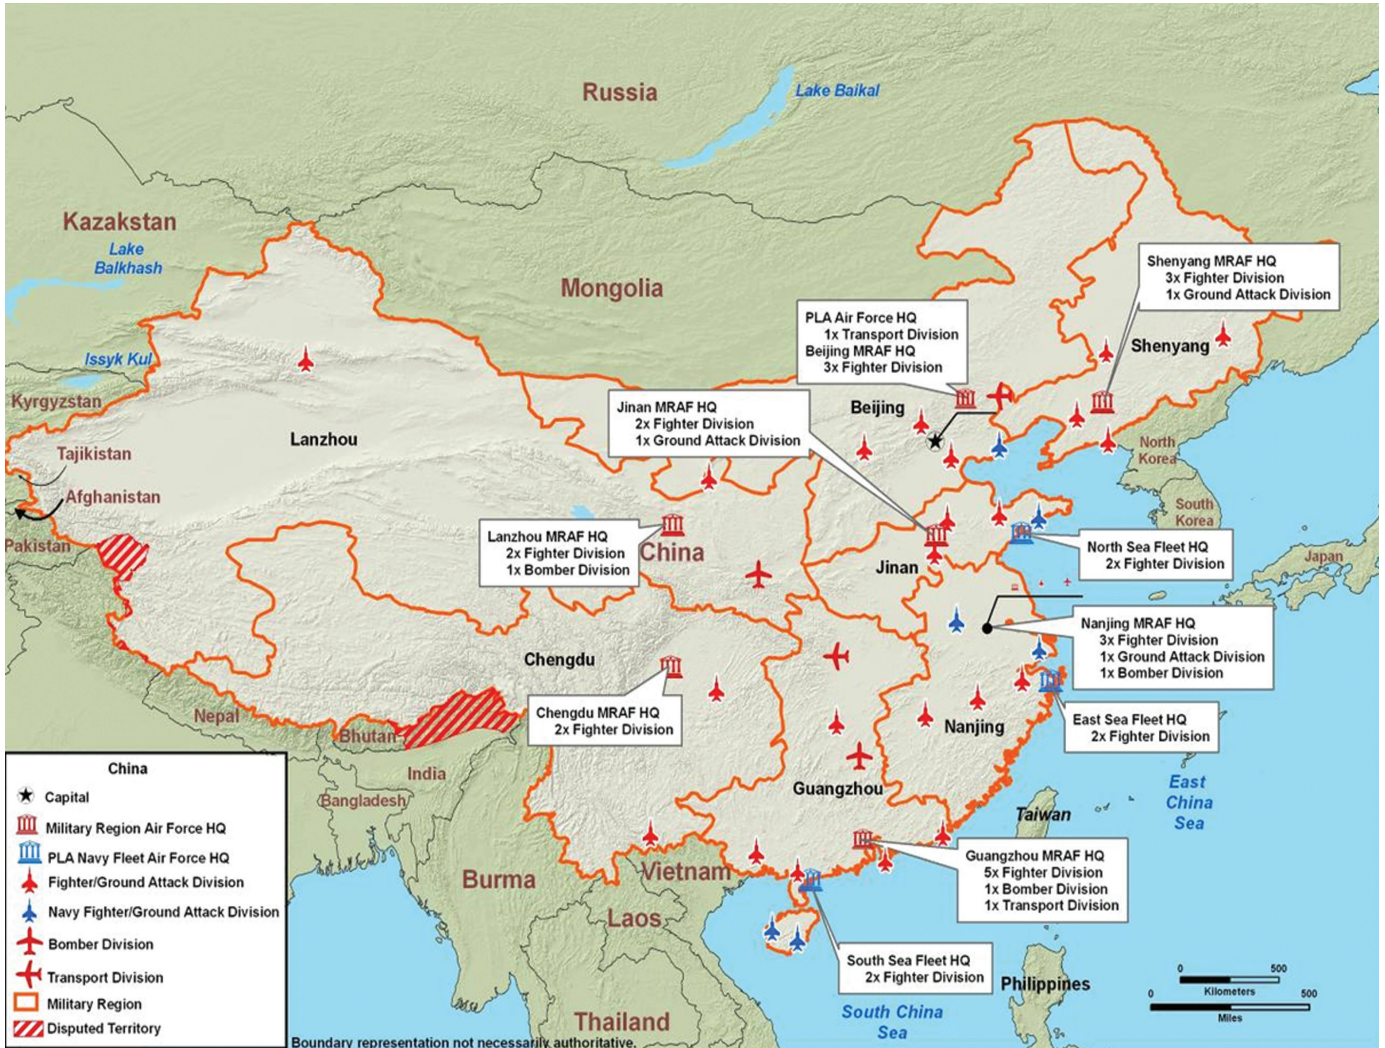 Russia
Lake Baikal
Kazakstan
Lake
Balkhash
Mongolia
Issyk Kul
Kyrgyzstan
Tajikistan
Afghanistan
Pakistan
Lanzhou
Shenyang MRAF HQ
3x Fighter Division
1x Ground Attack Division
PLA Air Force HQ
1x Transport Division
Beijing MRAF HQ
3x Fighter Division
Shenyang
Beijing
Jinan MRAF HQ
2x Fighter Division
1x Ground Attack Division
North
Korea
South
Korea
Japan
Lanzhou MRAF HQ
2x Fighter Division
1x Bomber Division
China
Jinan
North Sea Fleet HQ
2x Fighter Division
Nanjing MRAF HQ
3x Fighter Division
1x Ground Attack Division
1x Bomber Division
Chengdu
Chengdu MRAF HQ
2x Fighter Division
Nanjing
East Sea Fleet HQ
2x Fighter Division
Nepal
Bhutan
India
Bangladesh
Guangzhou
East
China
Sea
Taiwan
Burma
Vietnam
Laos
Guangzhou MRAF HQ
5x Fighter Division
1x Bomber Division
1x Transport Division
South Sea Fleet HQ
2x Fighter Division
Philippines
South China
Sea
Thailand
0 500
Kilometers
0 500
Miles
China
Capital
Military Region Air Force HQ
PLA Navy Fleet Air Force HQ
Fighter/Ground Attack Division
Navy Fighter/Ground Attack Division
Bomber Division
Transport Division
Military Region
Disputed Territory
Boundary representation not necessarily authoritative.